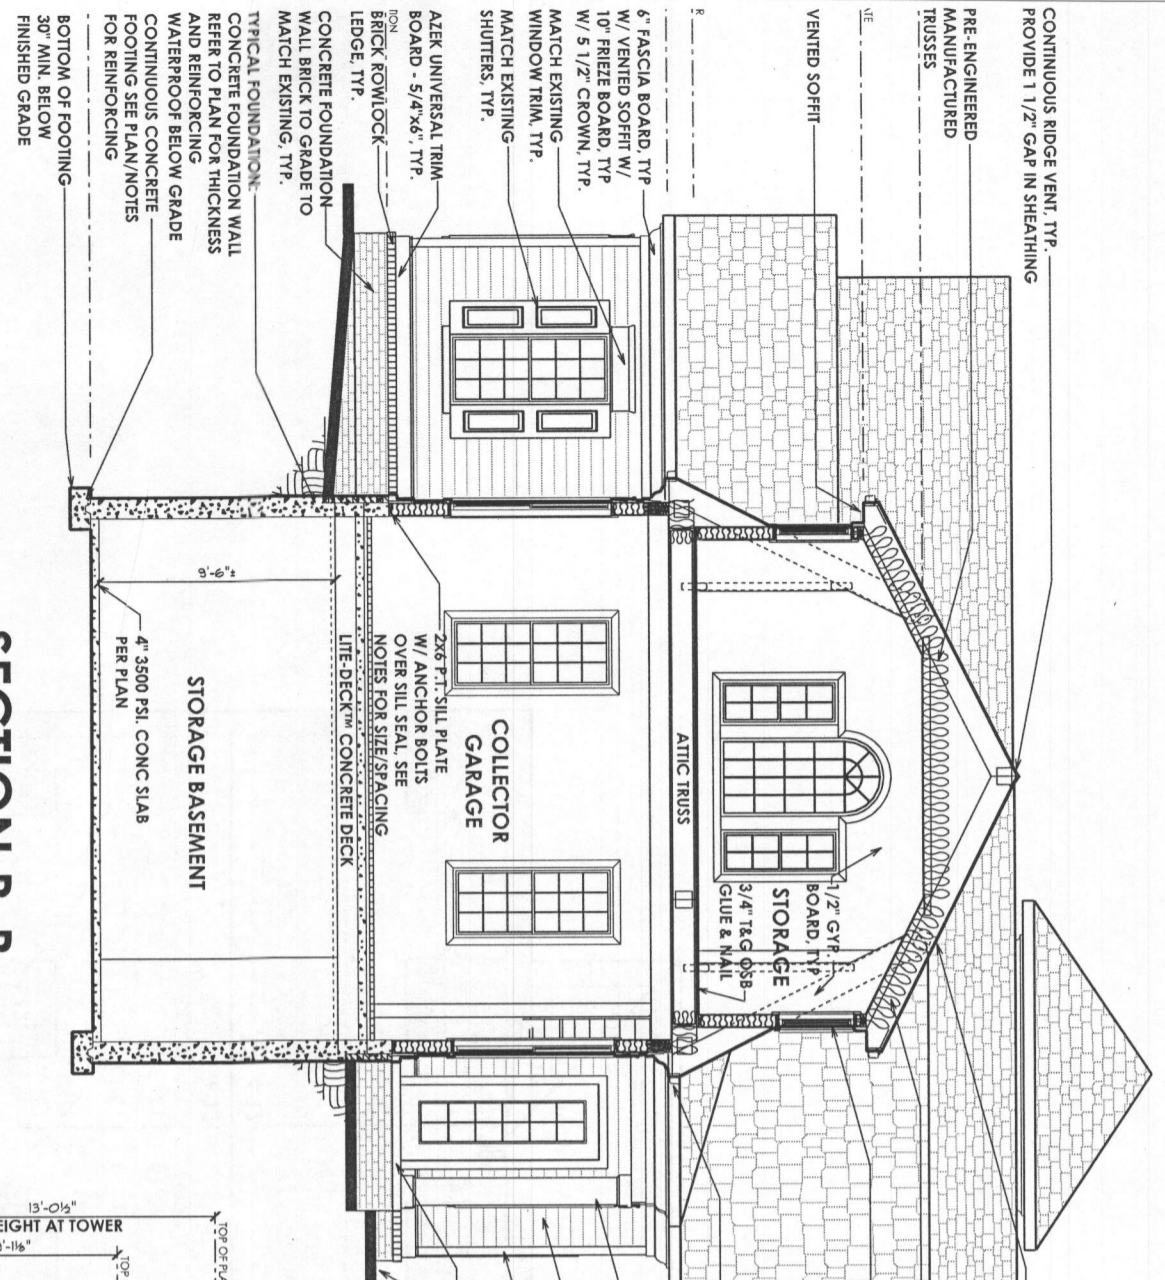 CONTINUOUS RIDGE VENT, TYP.
PROVIDE 1 1/2" GAP IN SHEATHING
PRE-ENGINEERED
MANUFACTURED
TRUSSES
VENTED SOFFIT
6" FASCIA BOARD, TYP
W/ VENTED SOFFIT W/
10" FRIEZE BOARD, TYP
W/ 5 1/2" CROWN, TYP.
MATCH EXISTING
WINDOW TRIM, TYP.
MATCH EXISTING
SHUTTERS, TYP.
AZEK UNIVERSAL TRIM
BOARD - 5/4"x6", TYP.
BRICK ROWLOCK
LEDGE, TYP.
CONCRETE FOUNDATION
WALL BRICK TO GRADE TO
MATCH EXISTING, TYP.
TYPICAL FOUNDATION:
CONCRETE FOUNDATION WALL
REFER TO PLAN FOR THICKNESS
AND REINFORCING
WATERPROOF BELOW GRADE
CONTINUOUS CONCRETE
FOOTING SEE PLAN/NOTES
FOR REINFORCING
BOTTOM OF FOOTING
30" MIN. BELOW
FINISHED GRADE
1/2" GYP.
BOARD, TYP
STORAGE
3/4" T&G OSB
GLUE & NAIL
ATTIC TRUSS
COLLECTOR
GARAGE
2X6 P.T. SILL PLATE
W/ ANCHOR BOLTS
OVER SILL SEAL, SEE
NOTES FOR SIZE/SPACING
LITE-DECK™ CONCRETE DECK
STORAGE BASEMENT
4" 3500 PSI. CONC SLAB
PER PLAN
TOP OF PL
13'-0½"
EIGHT AT TOWER
TOP